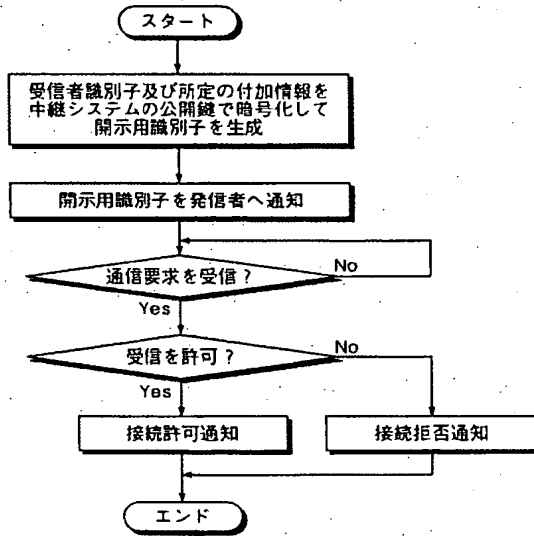 スタート
受信者識別子及び所定の付加情報を
中継システムの公開鍵で暗号化して
開示用識別子を生成
開示用識別子を発信者へ通知
通信要求を受信？
No
Yes
受信を許可？
No
Yes
接続許可通知
接続拒否通知
エンド